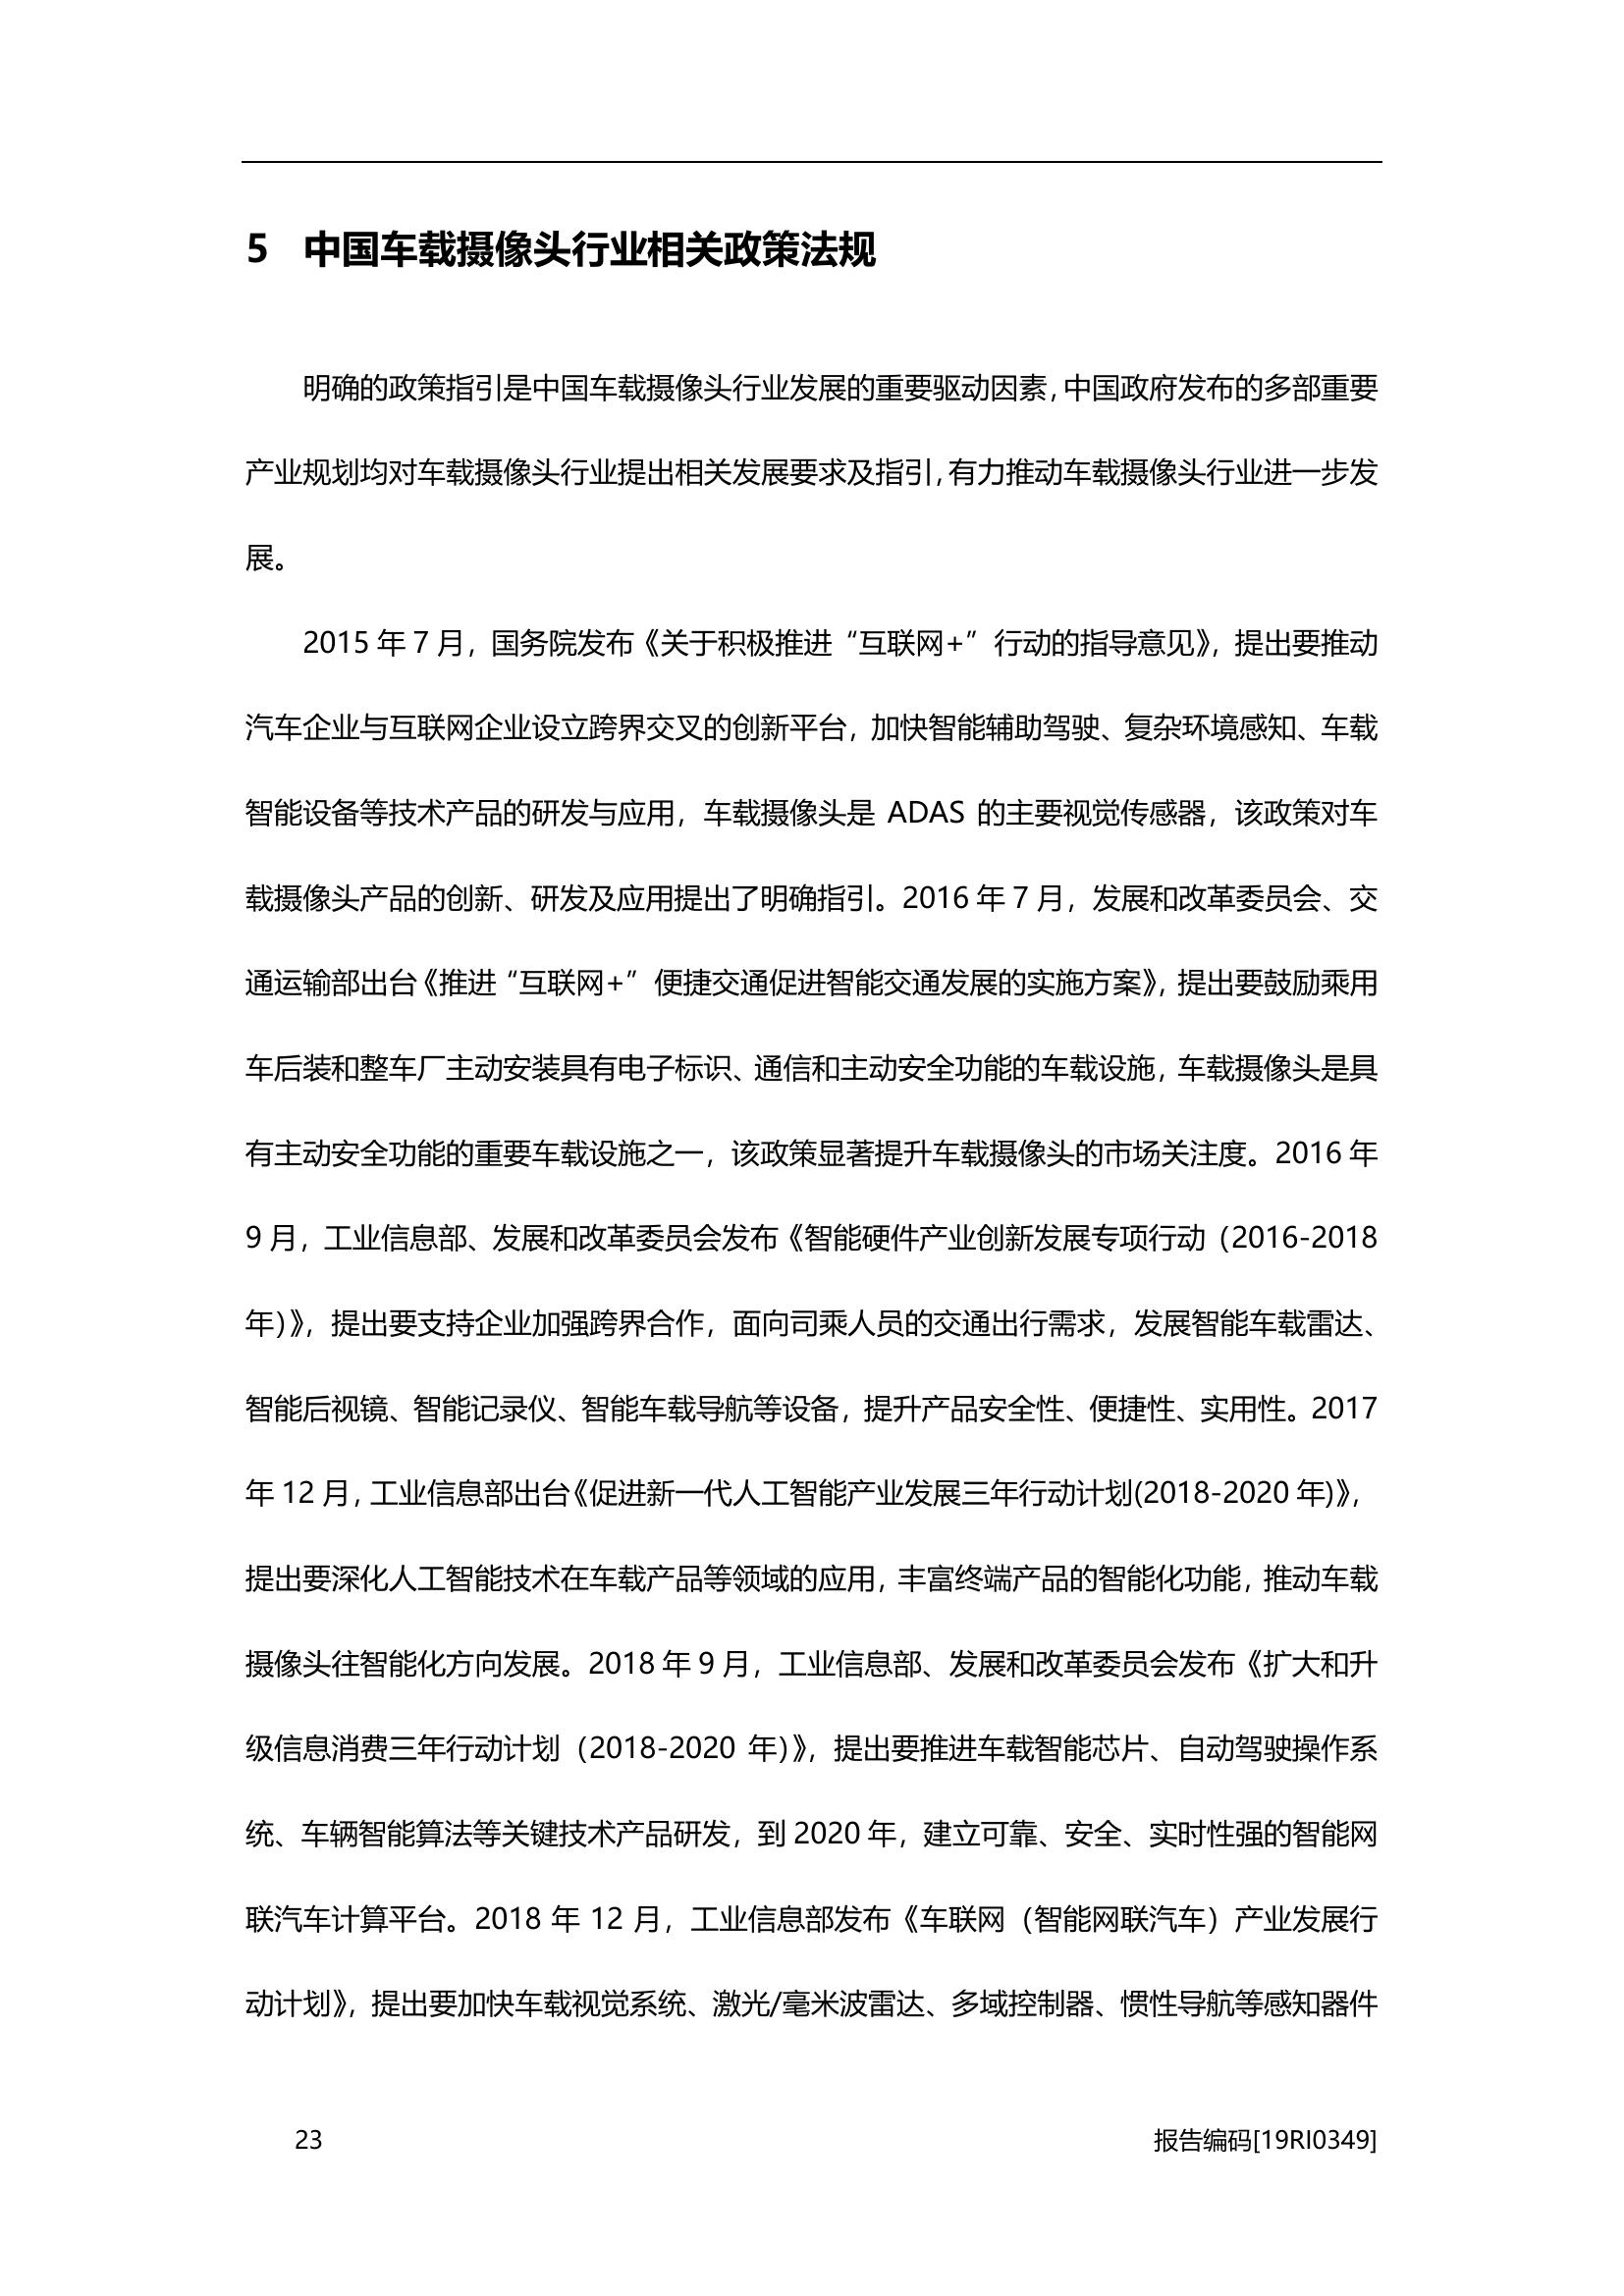 5 中国车载摄像头行业相关政策法规
明确的政策指引是中国车载摄像头行业发展的重要驱动因素，中国政府发布的多部重要
产业规划均对车载摄像头行业提出相关发展要求及指引，有力推动车载摄像头行业进一步发
展。
2015 年 7 月，国务院发布《关于积极推进“互联网+”行动的指导意见》，提出要推动
汽车企业与互联网企业设立跨界交叉的创新平台，加快智能辅助驾驶、复杂环境感知、车载
智能设备等技术产品的研发与应用，车载摄像头是 ADAS 的主要视觉传感器，该政策对车
载摄像头产品的创新、研发及应用提出了明确指引。2016 年 7 月，发展和改革委员会、交
通运输部出台《推进“互联网+”便捷交通促进智能交通发展的实施方案》，提出要鼓励乘用
车后装和整车厂主动安装具有电子标识、通信和主动安全功能的车载设施，车载摄像头是具
有主动安全功能的重要车载设施之一，该政策显著提升车载摄像头的市场关注度。2016 年
9 月，工业信息部、发展和改革委员会发布《智能硬件产业创新发展专项行动（2016-2018
年）》，提出要支持企业加强跨界合作，面向司乘人员的交通出行需求，发展智能车载雷达、
智能后视镜、智能记录仪、智能车载导航等设备，提升产品安全性、便捷性、实用性。2017
年 12 月，工业信息部出台《促进新一代人工智能产业发展三年行动计划(2018-2020 年)》，
提出要深化人工智能技术在车载产品等领域的应用，丰富终端产品的智能化功能，推动车载
摄像头往智能化方向发展。2018 年 9 月，工业信息部、发展和改革委员会发布《扩大和升
级信息消费三年行动计划（2018-2020 年）》，提出要推进车载智能芯片、自动驾驶操作系
统、车辆智能算法等关键技术产品研发，到 2020 年，建立可靠、安全、实时性强的智能网
联汽车计算平台。2018 年 12 月，工业信息部发布《车联网（智能网联汽车）产业发展行
动计划》，提出要加快车载视觉系统、激光/毫米波雷达、多域控制器、惯性导航等感知器件
23 报告编码[19RI0349]